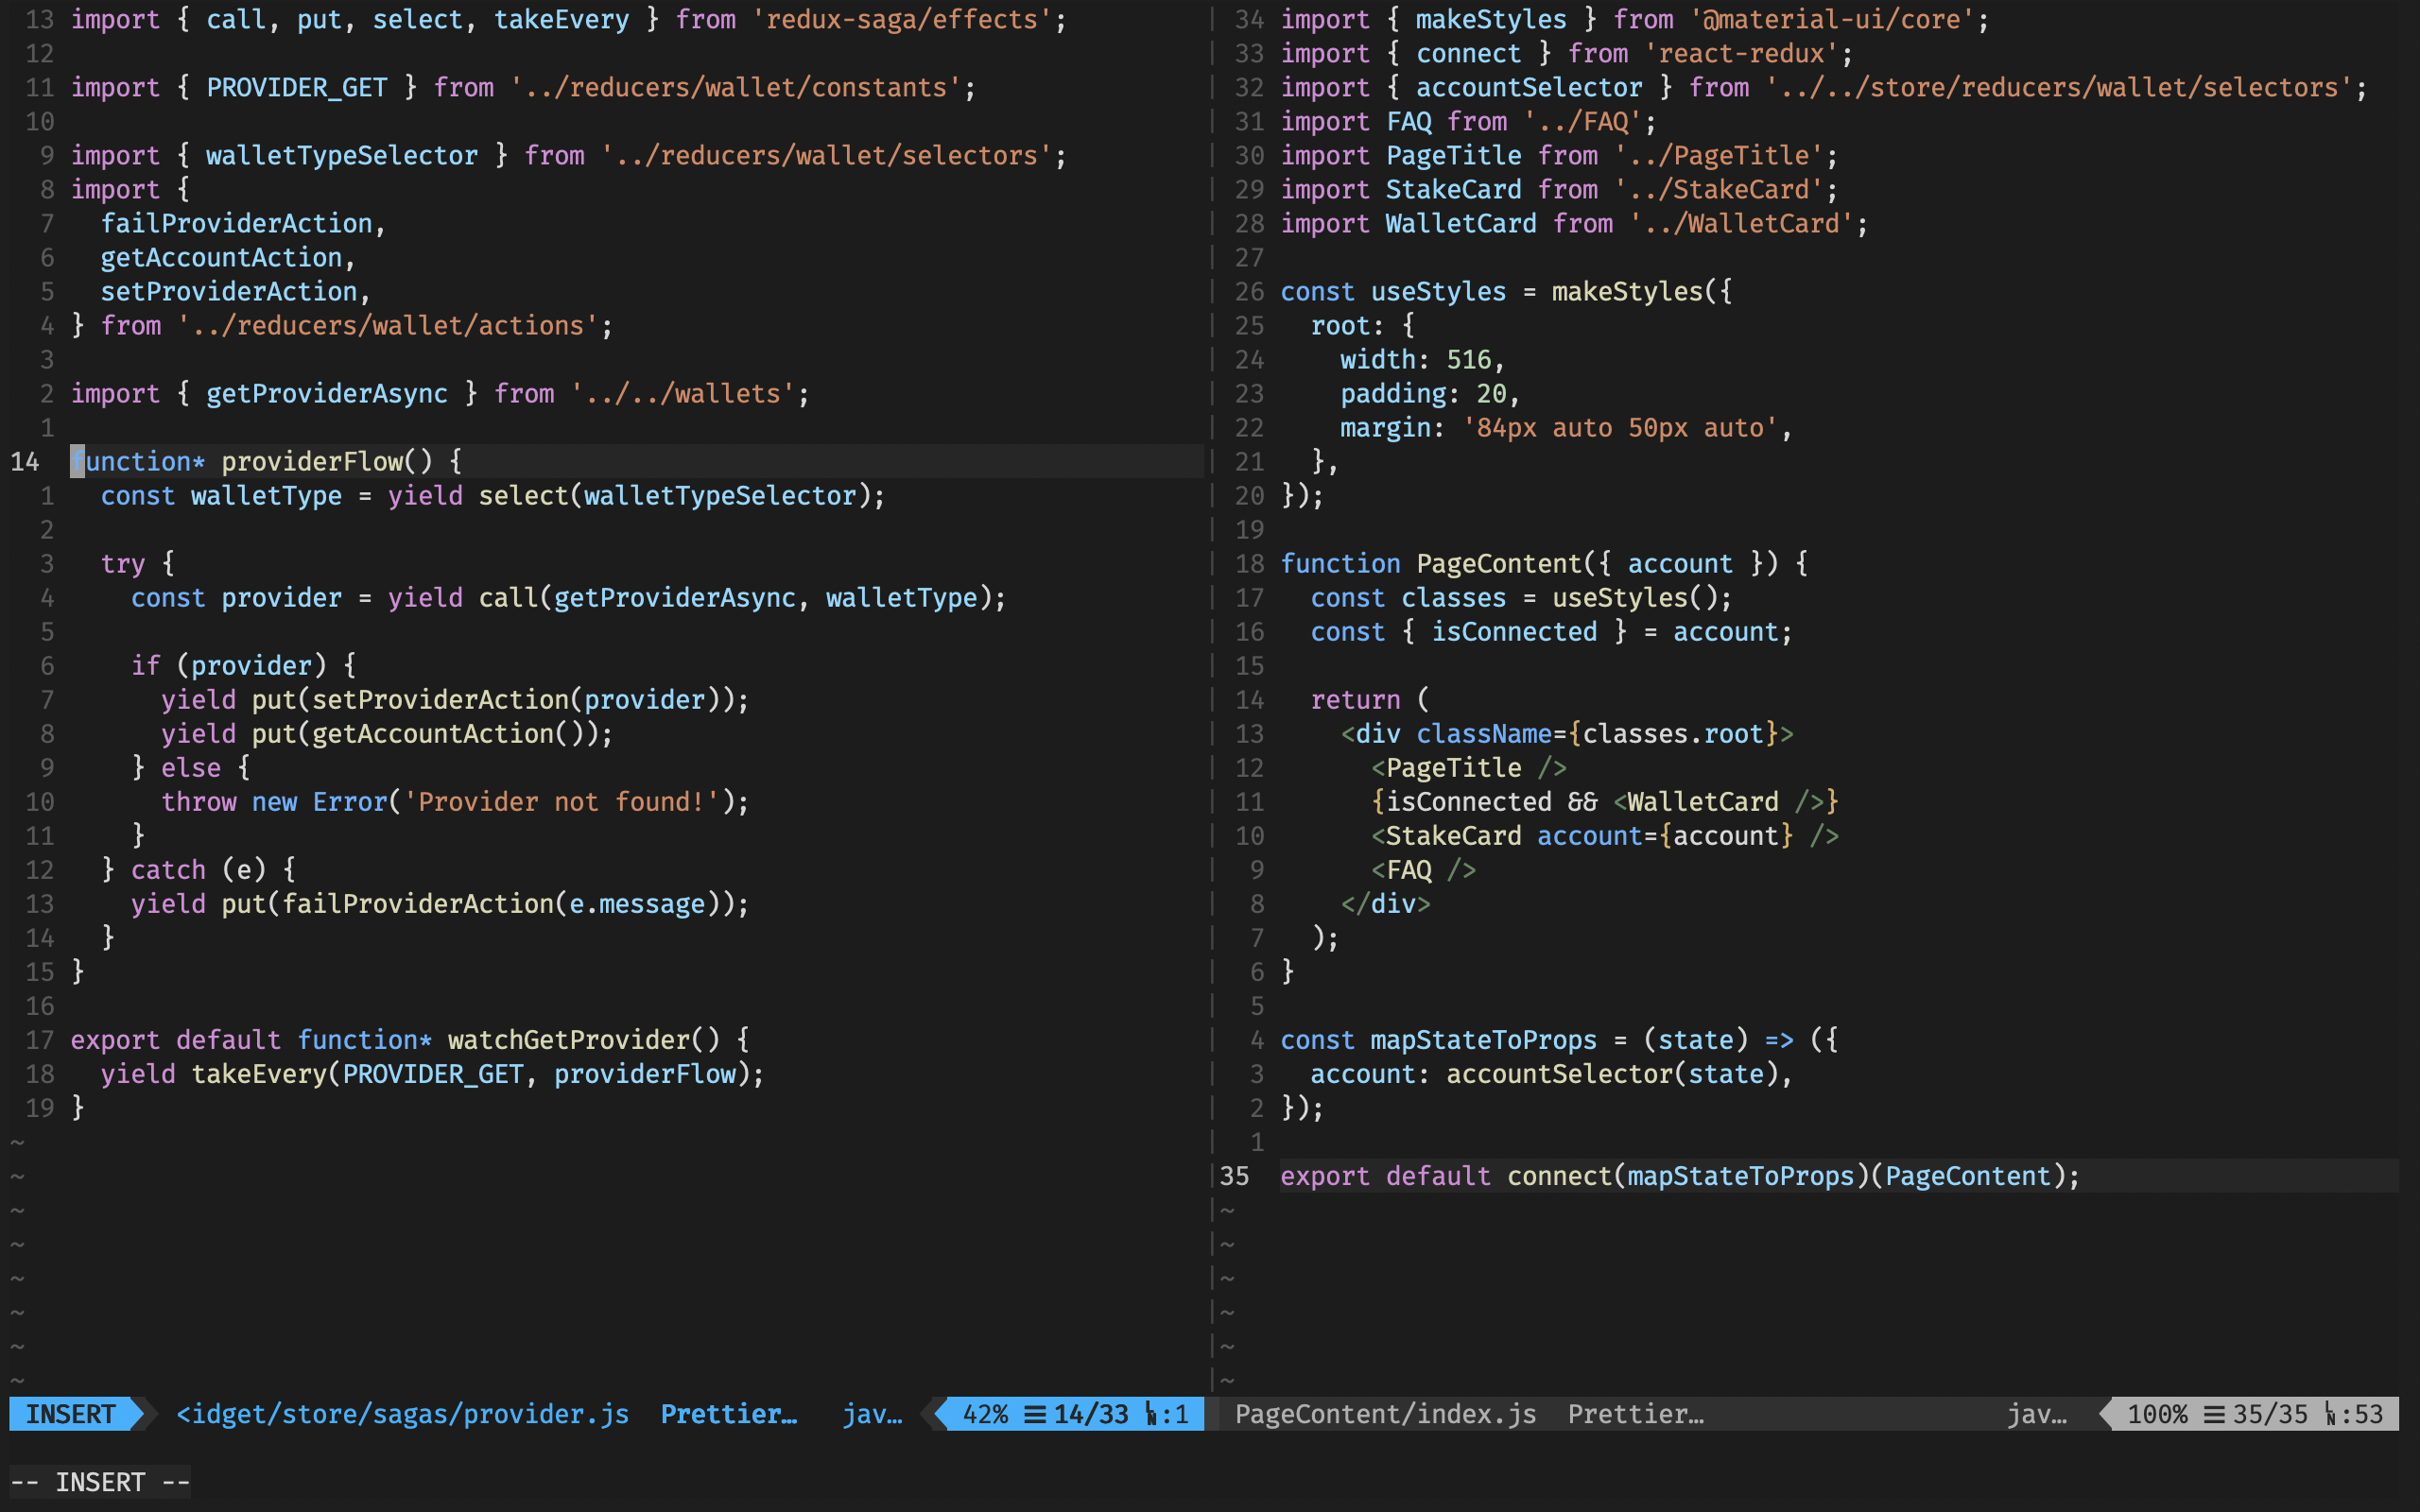 13 import { call, put, select, takeEvery } from 'redux-saga/effects';
12
11 import { PROVIDER_GET } from '../reducers/wallet/constants';
10
9 import { walletTypeSelector } from '../reducers/wallet/selectors';
8 import {
7   failProviderAction,
6   getAccountAction,
5   setProviderAction,
4 } from '../reducers/wallet/actions';
3
2 import { getProviderAsync } from '../../wallets';
1
14 function* providerFlow() {
1   const walletType = yield select(walletTypeSelector);
2
3   try {
4     const provider = yield call(getProviderAsync, walletType);
5
6     if (provider) {
7       yield put(setProviderAction(provider));
8       yield put(getAccountAction());
9     } else {
10       throw new Error('Provider not found!');
11     }
12   } catch (e) {
13     yield put(failProviderAction(e.message));
14   }
15 }
16
17 export default function* watchGetProvider() {
18   yield takeEvery(PROVIDER_GET, providerFlow);
19 }
~
~
~
~
~
~
~
~
INSERT <idget/store/sagas/provider.js Prettier… jav… 42% ☰ 14/33 ㏑:1
34 import { makeStyles } from '@material-ui/core';
33 import { connect } from 'react-redux';
32 import { accountSelector } from '../../store/reducers/wallet/selectors';
31 import FAQ from '../FAQ';
30 import PageTitle from '../PageTitle';
29 import StakeCard from '../StakeCard';
28 import WalletCard from '../WalletCard';
27
26 const useStyles = makeStyles({
25   root: {
24     width: 516,
23     padding: 20,
22     margin: '84px auto 50px auto',
21   },
20 });
19
18 function PageContent({ account }) {
17   const classes = useStyles();
16   const { isConnected } = account;
15
14   return (
13     <div className={classes.root}>
12       <PageTitle />
11       {isConnected && <WalletCard />}
10       <StakeCard account={account} />
9       <FAQ />
8     </div>
7   );
6 }
5
4 const mapStateToProps = (state) => ({
3   account: accountSelector(state),
2 });
1
35 export default connect(mapStateToProps)(PageContent);
~
~
~
~
~
~
PageContent/index.js Prettier… jav… 100% ☰ 35/35 ㏑:53
-- INSERT --